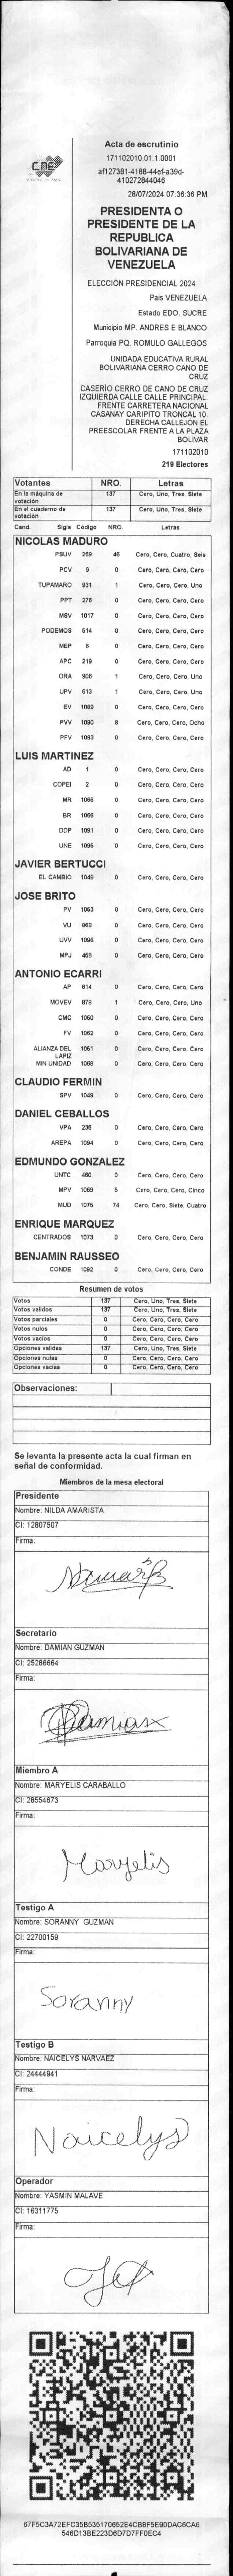 cne
Acta de escrutinio
171102010.01.1.0001
af127381-4188-44ef-a39d-
410272844046
28/07/2024 07:36:36 PM
PRESIDENTA O
PRESIDENTE DE LA
REPUBLICA
BOLIVARIANA DE
VENEZUELA
ELECCIÓN PRESIDENCIAL 2024
Pais VENEZUELA
Estado EDO. SUCRE
Municipio MP. ANDRES E BLANCO
Parroquia PQ. ROMULO GALLEGOS
UNIDADA EDUCATIVA RURAL
BOLIVARIANA CERRO CANO DE
CRUZ
CASERÍO CERRO DE CANO DE CRUZ
IZQUIERDA CALLE CALLE PRINCIPAL.
FRENTE CARRETERA NACIONAL
CASANAY CARIPITO TRONCAL 10.
DERECHA CALLEJÓN EL
PREESCOLAR FRENTE A LA PLAZA
BOLIVAR
171102010
219 Electores
Votantes NRO. Letras
En la máquina de votación 137 Cero, Uno, Tres, Siete
En el cuaderno de votación 137 Cero, Uno, Tres, Siete
Cand. Sigla Código NRO. Letras
NICOLAS MADURO
PSUV 269 46 Cero, Cero, Cuatro, Seis
PCV 9 0 Cero, Cero, Cero, Cero
TUPAMARO 931 1 Cero, Cero, Cero, Uno
PPT 276 0 Cero, Cero, Cero, Cero
MSV 1017 0 Cero, Cero, Cero, Cero
PODEMOS 514 0 Cero, Cero, Cero, Cero
MEP 6 0 Cero, Cero, Cero, Cero
APC 219 0 Cero, Cero, Cero, Cero
ORA 906 1 Cero, Cero, Cero, Uno
UPV 513 1 Cero, Cero, Cero, Uno
EV 1089 0 Cero, Cero, Cero, Cero
PVV 1090 8 Cero, Cero, Cero, Ocho
PFV 1093 0 Cero, Cero, Cero, Cero
LUIS MARTINEZ
AD 1 0 Cero, Cero, Cero, Cero
COPEI 2 0 Cero, Cero, Cero, Cero
MR 1065 0 Cero, Cero, Cero, Cero
BR 1066 0 Cero, Cero, Cero, Cero
DDP 1091 0 Cero, Cero, Cero, Cero
UNE 1095 0 Cero, Cero, Cero, Cero
JAVIER BERTUCCI
EL CAMBIO 1048 0 Cero, Cero, Cero, Cero
JOSE BRITO
PV 1053 0 Cero, Cero, Cero, Cero
VU 969 0 Cero, Cero, Cero, Cero
UVV 1096 0 Cero, Cero, Cero, Cero
MPJ 458 0 Cero, Cero, Cero, Cero
ANTONIO ECARRI
AP 814 0 Cero, Cero, Cero, Cero
MOVEV 878 1 Cero, Cero, Cero, Uno
CMC 1050 0 Cero, Cero, Cero, Cero
FV 1062 0 Cero, Cero, Cero, Cero
ALIANZA DEL LAPIZ 1051 0 Cero, Cero, Cero, Cero
MIN UNIDAD 1068 0 Cero, Cero, Cero, Cero
CLAUDIO FERMIN
SPV 1049 0 Cero, Cero, Cero, Cero
DANIEL CEBALLOS
VPA 236 0 Cero, Cero, Cero, Cero
AREPA 1094 0 Cero, Cero, Cero, Cero
EDMUNDO GONZALEZ
UNTC 460 0 Cero, Cero, Cero, Cero
MPV 1069 5 Cero, Cero, Cero, Cinco
MUD 1075 74 Cero, Cero, Siete, Cuatro
ENRIQUE MARQUEZ
CENTRADOS 1073 0 Cero, Cero, Cero, Cero
BENJAMIN RAUSSEO
CONDE 1092 0 Cero, Cero, Cero, Cero
Resumen de votos
Votos 137 Cero, Uno, Tres, Siete
Votos validos 137 Cero, Uno, Tres, Siete
Votos parciales 0 Cero, Cero, Cero, Cero
Votos nulos 0 Cero, Cero, Cero, Cero
Votos vacíos 0 Cero, Cero, Cero, Cero
Opciones validas 137 Cero, Uno, Tres, Siete
Opciones nulas 0 Cero, Cero, Cero, Cero
Opciones vacias 0 Cero, Cero, Cero, Cero
Observaciones:
Se levanta la presente acta la cual firman en
señal de conformidad.
Miembros de la mesa electoral
Presidente
Nombre: NILDA AMARISTA
CI: 12807507
Firma:
Secretario
Nombre: DAMIAN GUZMAN
CI: 25286664
Firma:
Damian
Miembro A
Nombre: MARYELIS CARABALLO
CI: 28554673
Firma:
Maryelis
Testigo A
Nombre: SORANNY GUZMAN
CI: 22700159
Firma:
Soranny
Testigo B
Nombre: NAICELYS NARVAEZ
CI: 24444941
Firma:
Naicelys
Operador
Nombre: YASMIN MALAVE
CI: 16311775
Firma:
67F5C3A72EFC35B535170652E4CB8F5E90DAC6CA6
546D13BE223D6D7D7FF0EC4